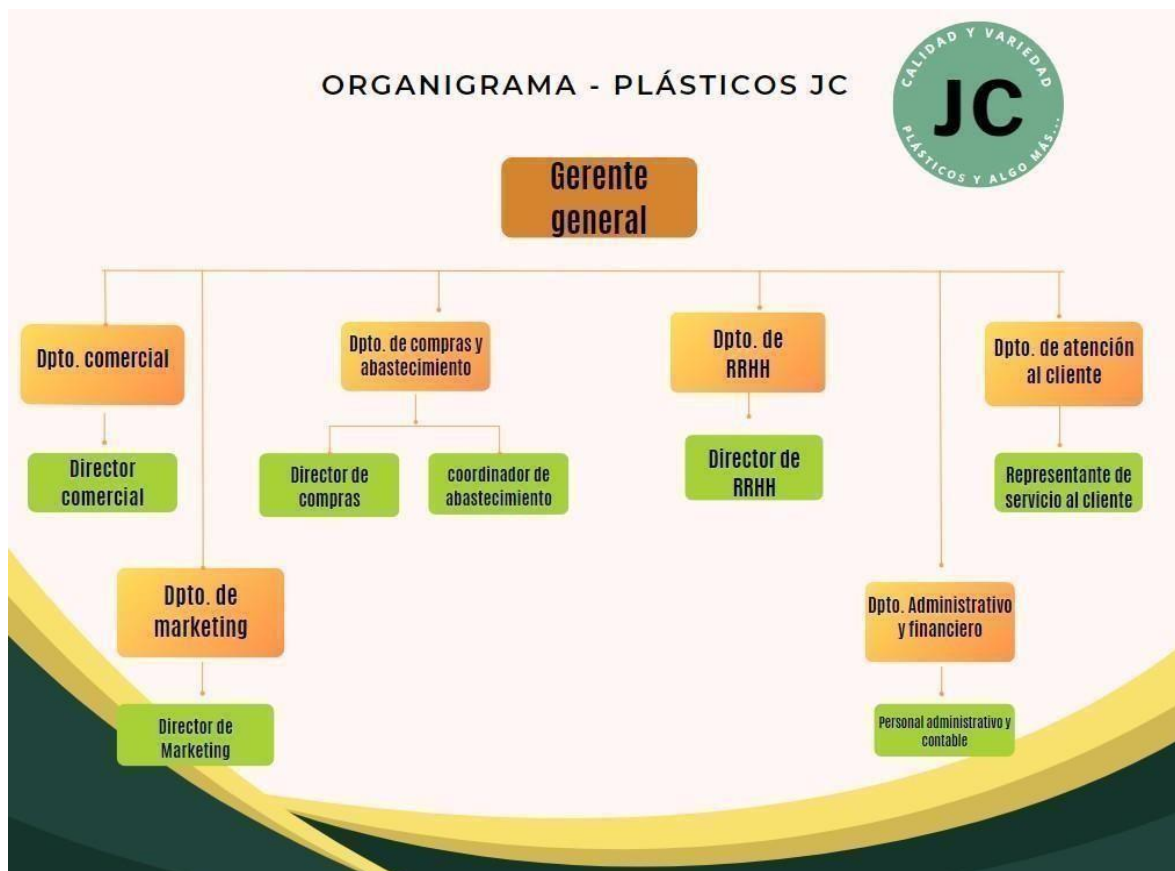 ORGANIGRAMA - PLÁSTICOS JC
CALIDAD Y VARIEDAD
JC
PLÁSTICOS Y ALGO MÁS...
Gerente
general
Dpto. comercial
Dpto. de compras y
abastecimiento
Dpto. de
RRHH
Dpto. de atención
al cliente
Director
comercial
Director de
compras
coordinador de
abastecimiento
Director de
RRHH
Representante de
servicio al cliente
Dpto. de
marketing
Dpto. Administrativo
y financiero
Director de
Marketing
Personal administrativo y
contable